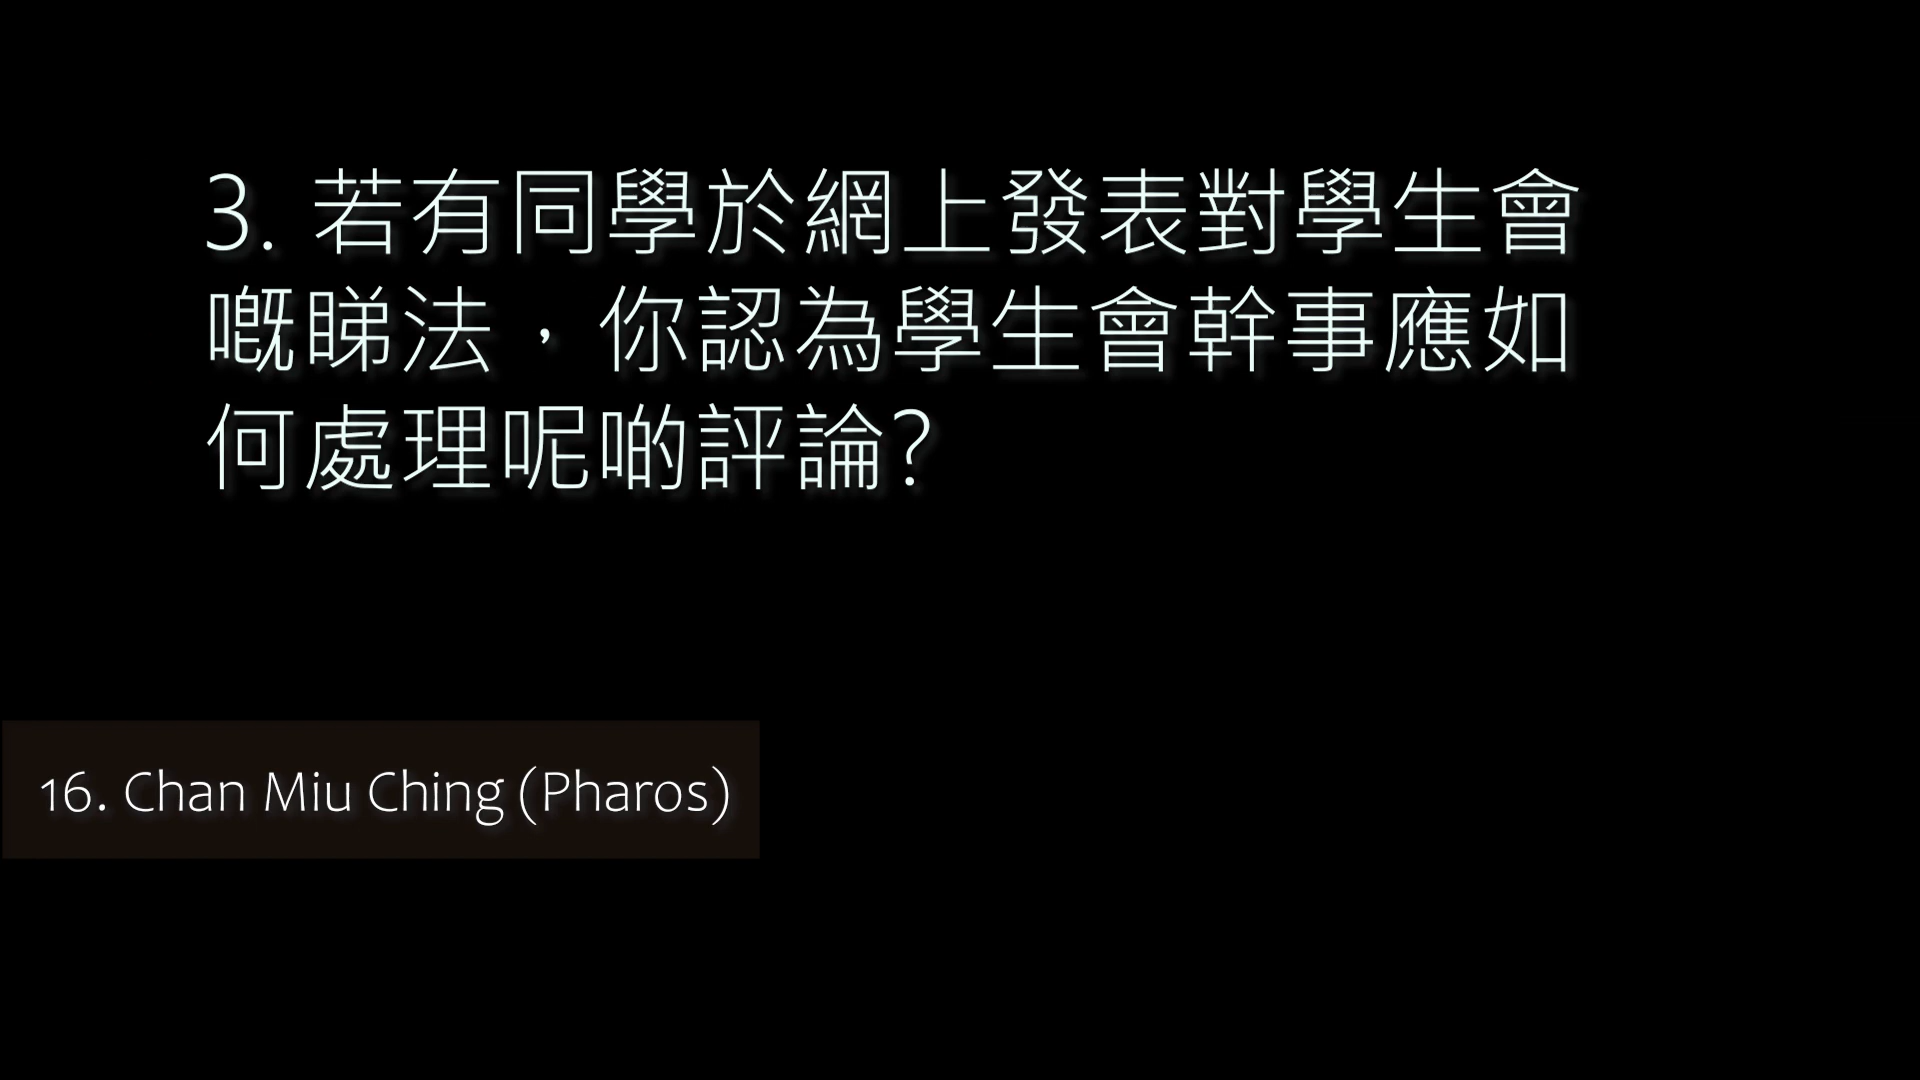 3. 若有同學於網上發表對學生會
嘅睇法，你認為學生會幹事應如
何處理呢啲評論?
16. Chan Miu Ching (Pharos)